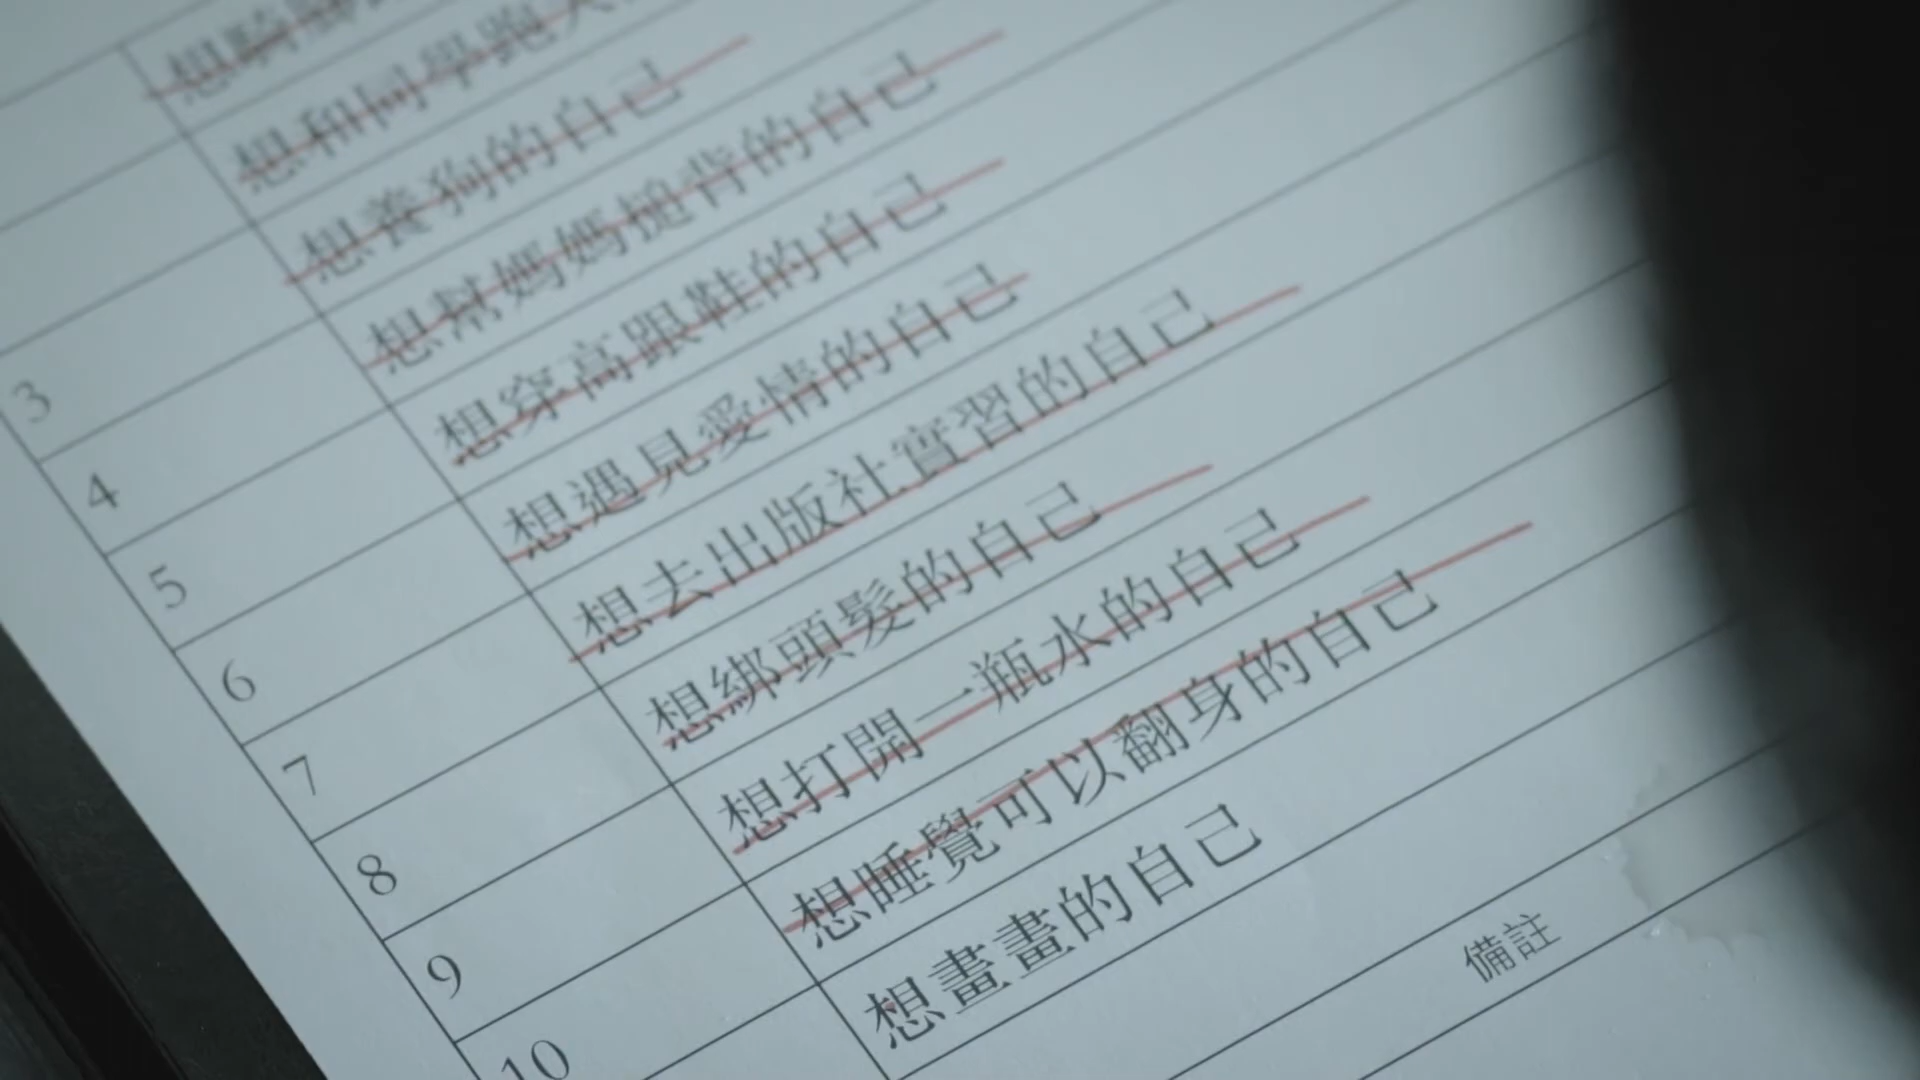 想騎腳
想和同學跑
3 想養狗的自己
4 想幫媽媽搥背的自己
5 想穿高跟鞋的自己
6 想遇見愛情的自己
7 想去出版社實習的自己
8 想綁頭髮的自己
9 想打開一瓶水的自己
10 想睡覺可以翻身的自己
想畫畫的自己
備註